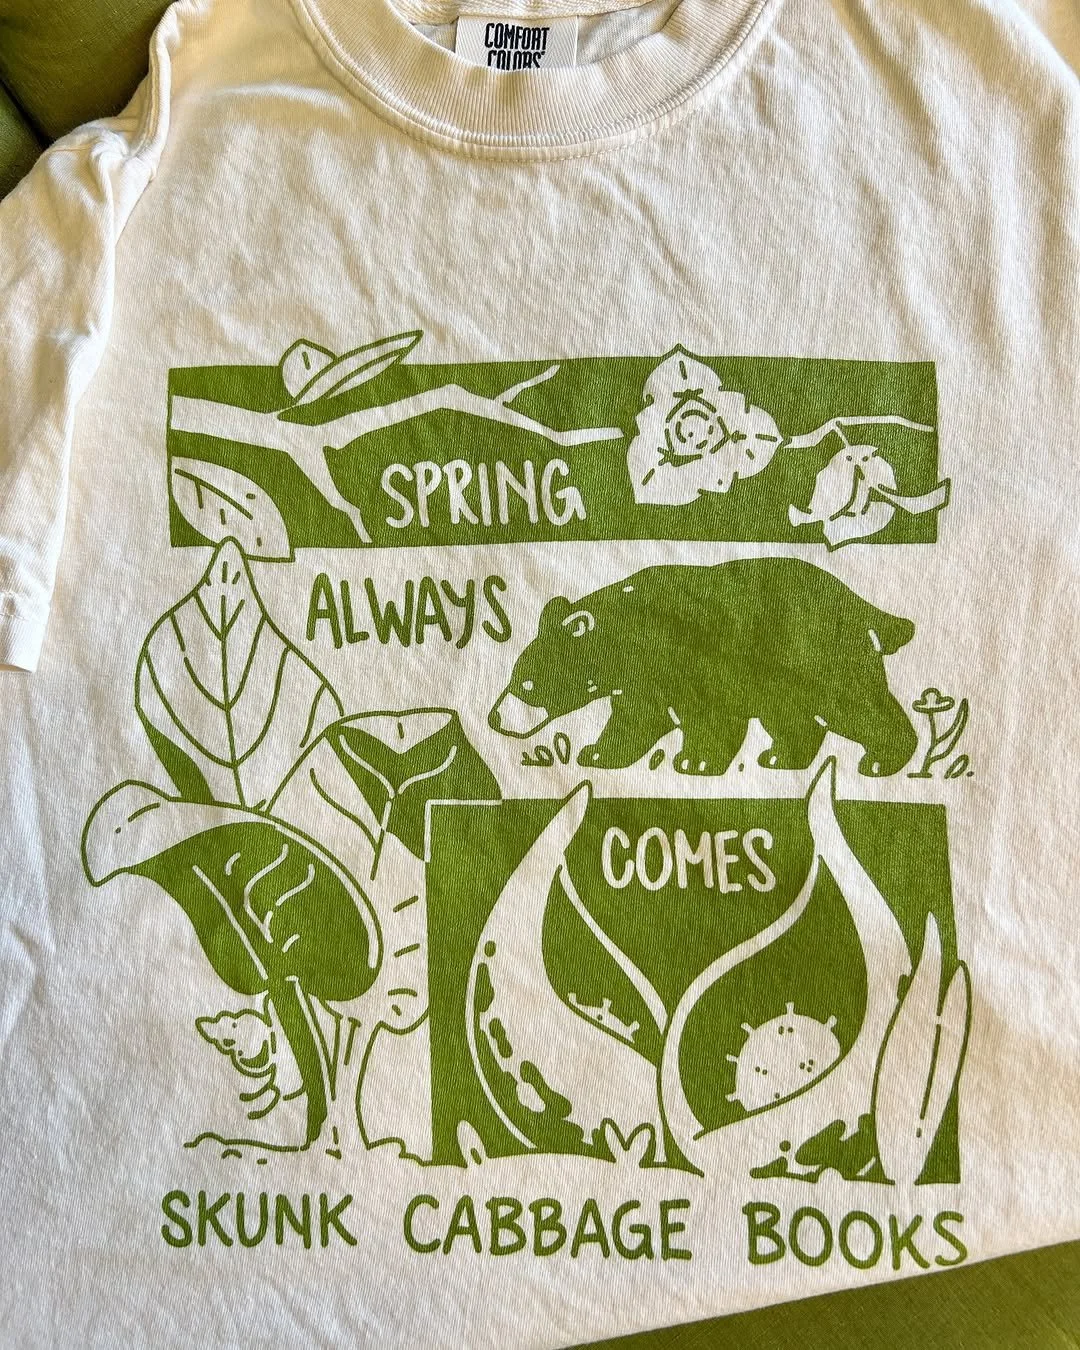 COMFORT
COLORS
SPRING
ALWAYS
COMES
SKUNK CABBAGE BOOKS